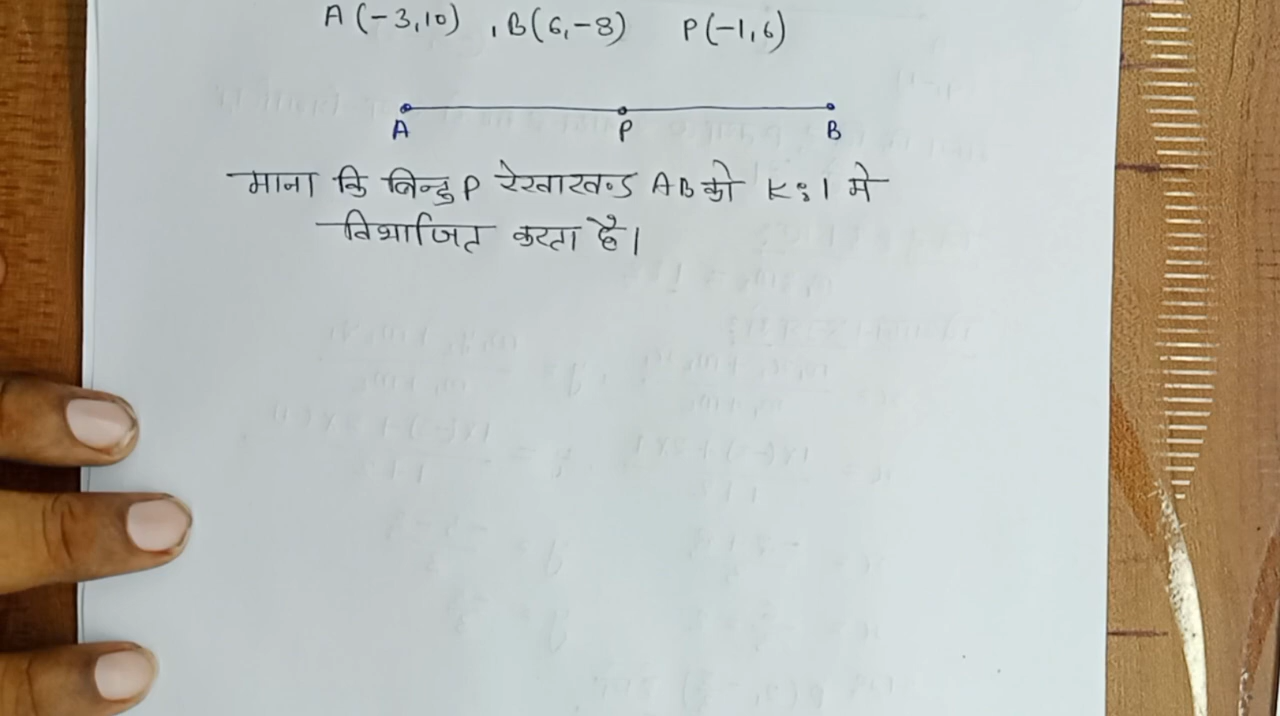 A(-3,10) , B(6,-8) P(-1,6)
A P B
माना कि बिन्दु P रेखाखण्ड AB को K:1 मे
विभाजित करता है।